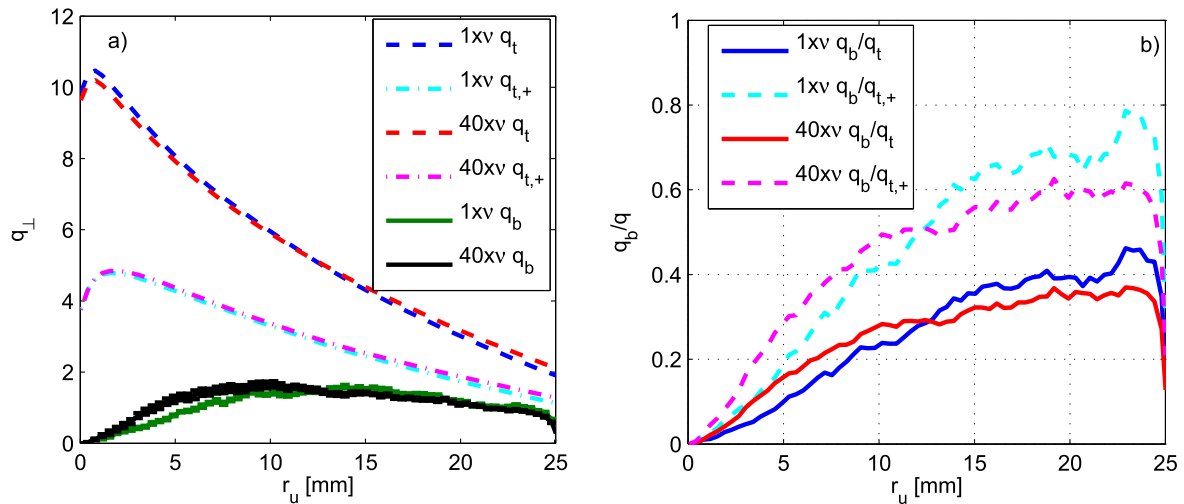 a)
12
10
8
6
4
2
0
q⊥
0 5 10 15 20 25
r_u [mm]
1xν q_t
1xν q_t,+
40xν q_t
40xν q_t,+
1xν q_b
40xν q_b
b)
1
0.8
0.6
0.4
0.2
0
q_b/q
0 5 10 15 20 25
r_u [mm]
1xν q_b/q_t
1xν q_b/q_t,+
40xν q_b/q_t
40xν q_b/q_t,+